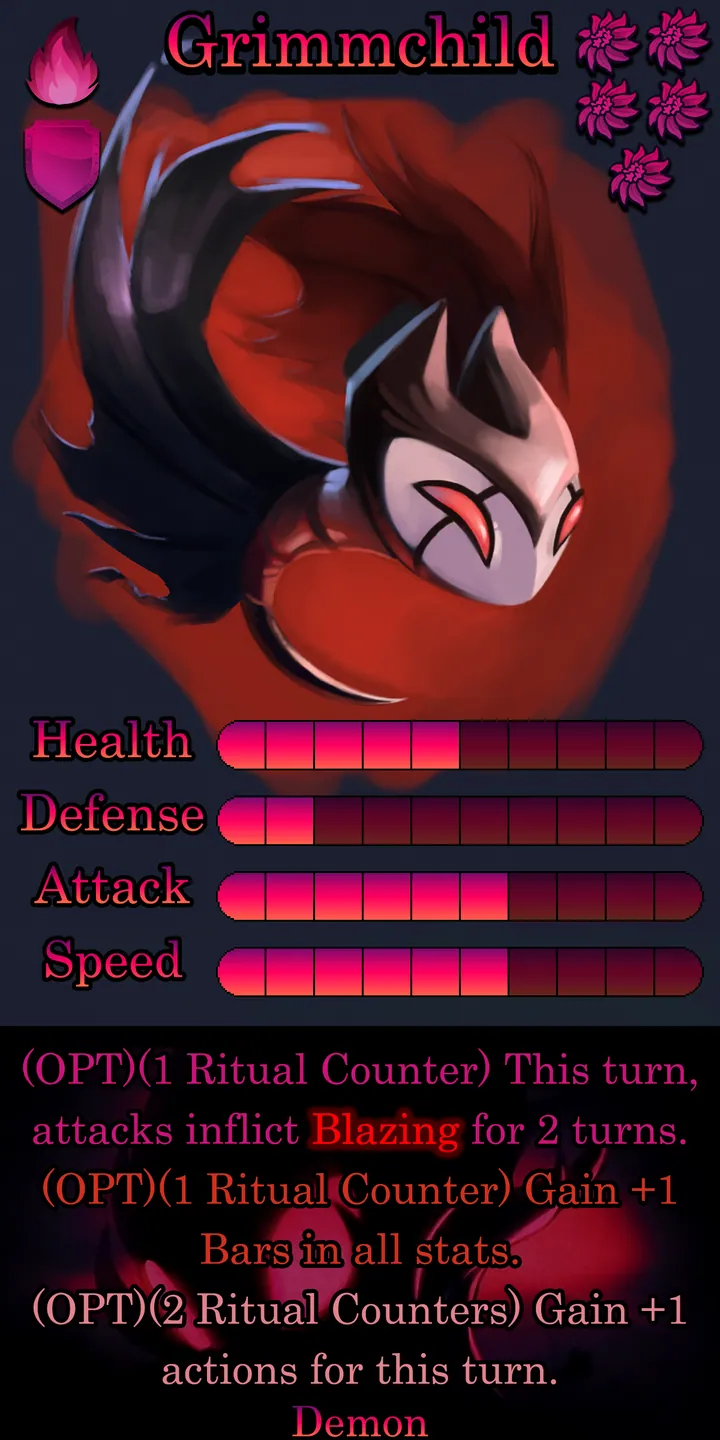 Grimmchild
Health
Defense
Attack
Speed
(OPT)(1 Ritual Counter) This turn,
attacks inflict Blazing for 2 turns.
(OPT)(1 Ritual Counter) Gain +1
Bars in all stats.
(OPT)(2 Ritual Counters) Gain +1
actions for this turn.
Demon